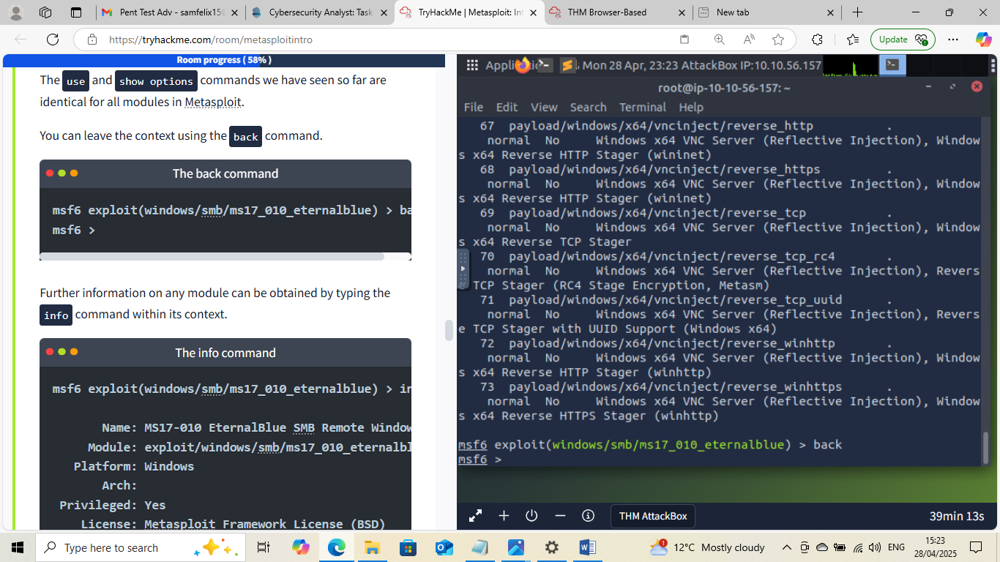 Pent Test Adv - samfelix15(
Cybersecurity Analyst: Task
TryHackMe | Metasploit: Int
THM Browser-Based
New tab
https://tryhackme.com/room/metasploitintro
Update
Room progress ( 58% )
The use and show options commands we have seen so far are
identical for all modules in Metasploit.
You can leave the context using the back command.
The back command
msf6 exploit(windows/smb/ms17_010_eternalblue) > ba
msf6 >
Further information on any module can be obtained by typing the
info command within its context.
The info command
msf6 exploit(windows/smb/ms17_010_eternalblue) > in
Name: MS17-010 EternalBlue SMB Remote Window
Module: exploit/windows/smb/ms17_010_eternalbl
Platform: Windows
Arch:
Privileged: Yes
License: Metasploit Framework License (BSD)
Mon 28 Apr, 23:23 AttackBox IP:10.10.56.157
root@ip-10-10-56-157: ~
File Edit View Search Terminal Help
67 payload/windows/x64/vncinject/reverse_http .
normal No Windows x64 VNC Server (Reflective Injection), Window
s x64 Reverse HTTP Stager (wininet)
68 payload/windows/x64/vncinject/reverse_https .
normal No Windows x64 VNC Server (Reflective Injection), Window
s x64 Reverse HTTP Stager (wininet)
69 payload/windows/x64/vncinject/reverse_tcp .
normal No Windows x64 VNC Server (Reflective Injection), Window
s x64 Reverse TCP Stager
70 payload/windows/x64/vncinject/reverse_tcp_rc4 .
normal No Windows x64 VNC Server (Reflective Injection), Revers
TCP Stager (RC4 Stage Encryption, Metasm)
71 payload/windows/x64/vncinject/reverse_tcp_uuid .
normal No Windows x64 VNC Server (Reflective Injection), Revers
e TCP Stager with UUID Support (Windows x64)
72 payload/windows/x64/vncinject/reverse_winhttp .
normal No Windows x64 VNC Server (Reflective Injection), Window
s x64 Reverse HTTP Stager (winhttp)
73 payload/windows/x64/vncinject/reverse_winhttps .
normal No Windows x64 VNC Server (Reflective Injection), Window
s x64 Reverse HTTPS Stager (winhttp)
msf6 exploit(windows/smb/ms17_010_eternalblue) > back
msf6 >
THM AttackBox
39min 13s
Type here to search
1
12°C Mostly cloudy
ENG
15:23
28/04/2025